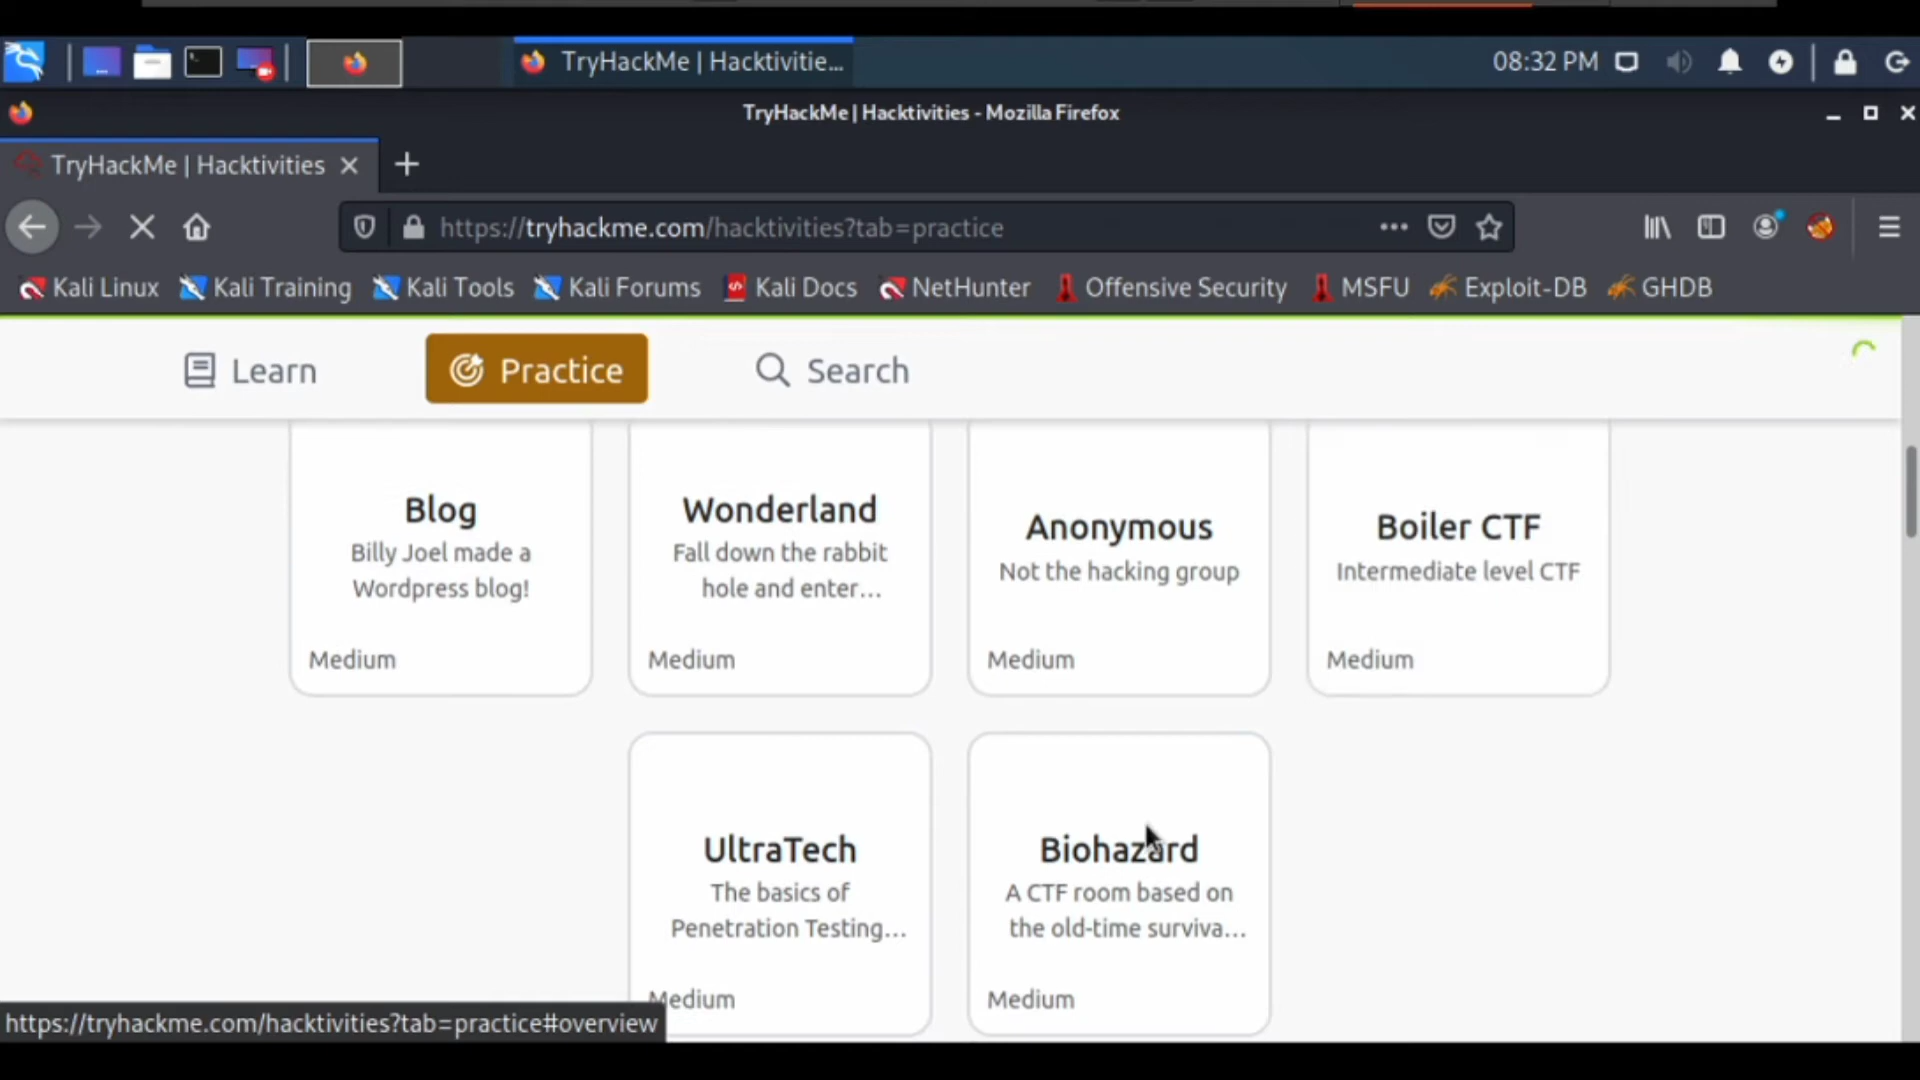 TryHackMe | Hacktivitie...
08:32 PM
TryHackMe | Hacktivities - Mozilla Firefox
TryHackMe | Hacktivities
https://tryhackme.com/hacktivities?tab=practice
Kali Linux Kali Training Kali Tools Kali Forums Kali Docs NetHunter Offensive Security MSFU Exploit-DB GHDB
Learn Practice Search
Blog
Billy Joel made a
Wordpress blog!
Medium
Wonderland
Fall down the rabbit
hole and enter...
Medium
Anonymous
Not the hacking group
Medium
Boiler CTF
Intermediate level CTF
Medium
UltraTech
The basics of
Penetration Testing...
Medium
Biohazard
A CTF room based on
the old-time surviva...
Medium
https://tryhackme.com/hacktivities?tab=practice#overview